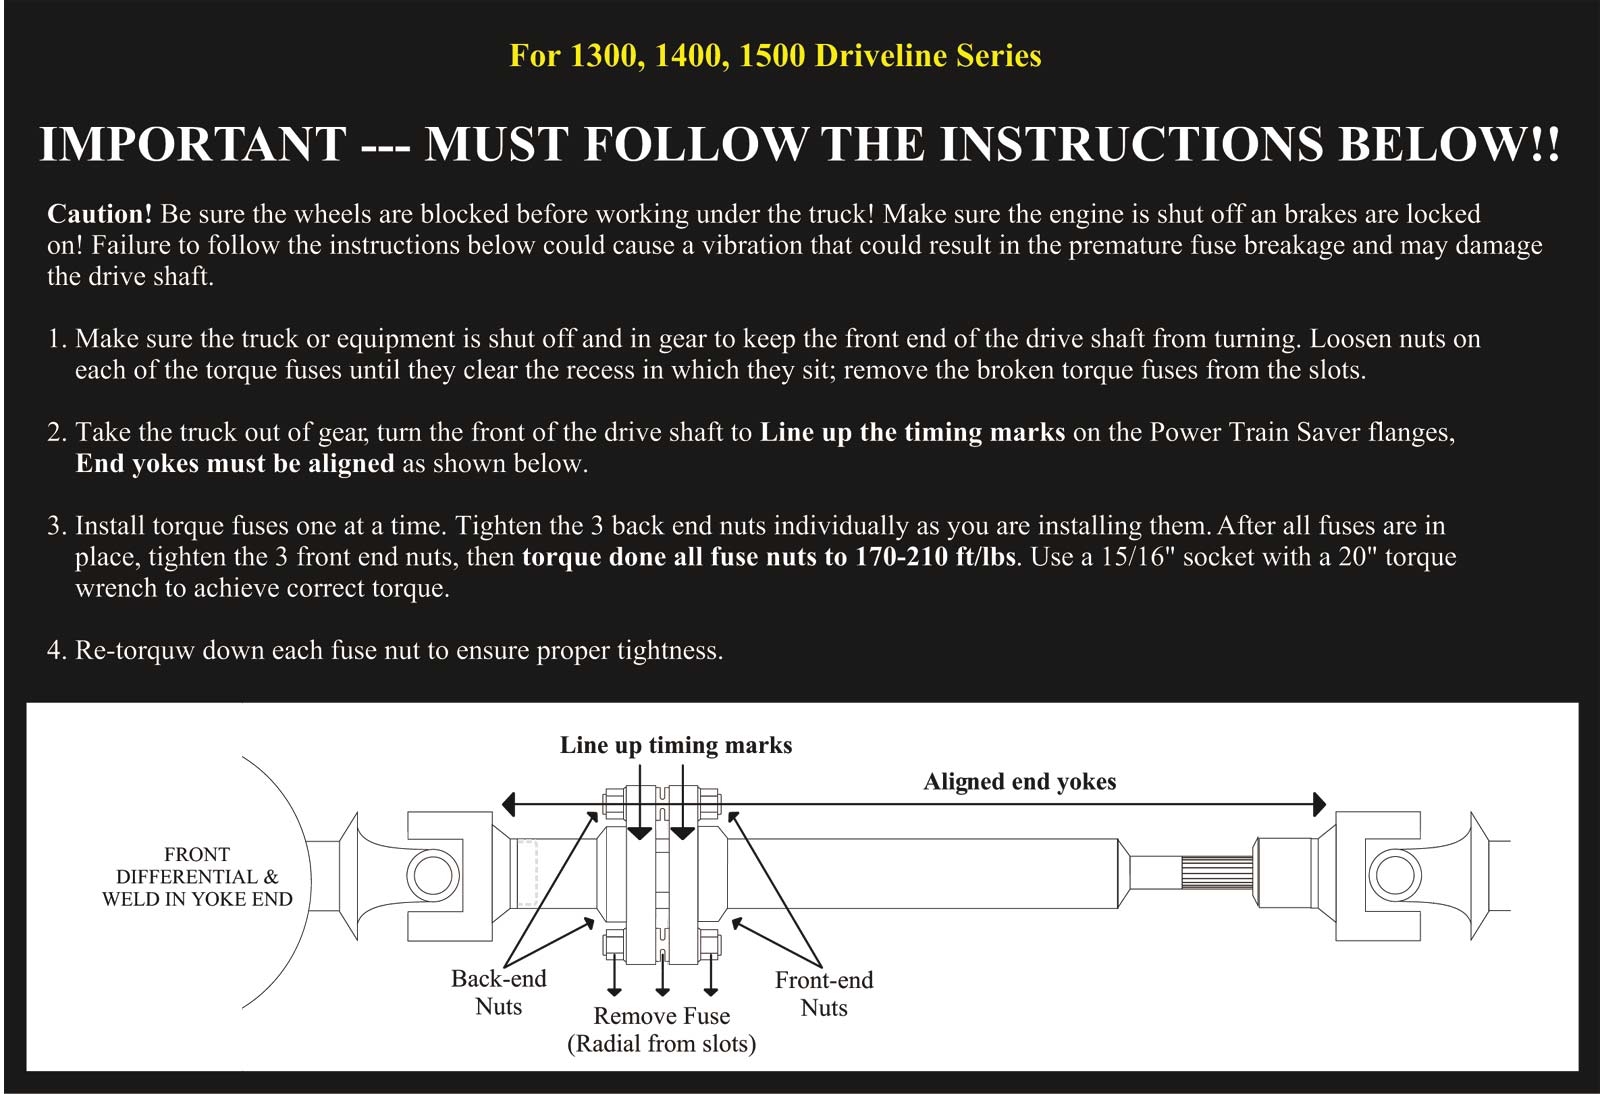 For 1300, 1400, 1500 Driveline Series
IMPORTANT --- MUST FOLLOW THE INSTRUCTIONS BELOW!!
Caution! Be sure the wheels are blocked before working under the truck! Make sure the engine is shut off an brakes are locked
on! Failure to follow the instructions below could cause a vibration that could result in the premature fuse breakage and may damage
the drive shaft.
1. Make sure the truck or equipment is shut off and in gear to keep the front end of the drive shaft from turning. Loosen nuts on
each of the torque fuses until they clear the recess in which they sit; remove the broken torque fuses from the slots.
2. Take the truck out of gear, turn the front of the drive shaft to Line up the timing marks on the Power Train Saver flanges,
End yokes must be aligned as shown below.
3. Install torque fuses one at a time. Tighten the 3 back end nuts individually as you are installing them. After all fuses are in
place, tighten the 3 front end nuts, then torque done all fuse nuts to 170-210 ft/lbs. Use a 15/16" socket with a 20" torque
wrench to achieve correct torque.
4. Re-torquw down each fuse nut to ensure proper tightness.
Line up timing marks
Aligned end yokes
FRONT
DIFFERENTIAL &
WELD IN YOKE END
Back-end
Nuts
Remove Fuse
(Radial from slots)
Front-end
Nuts